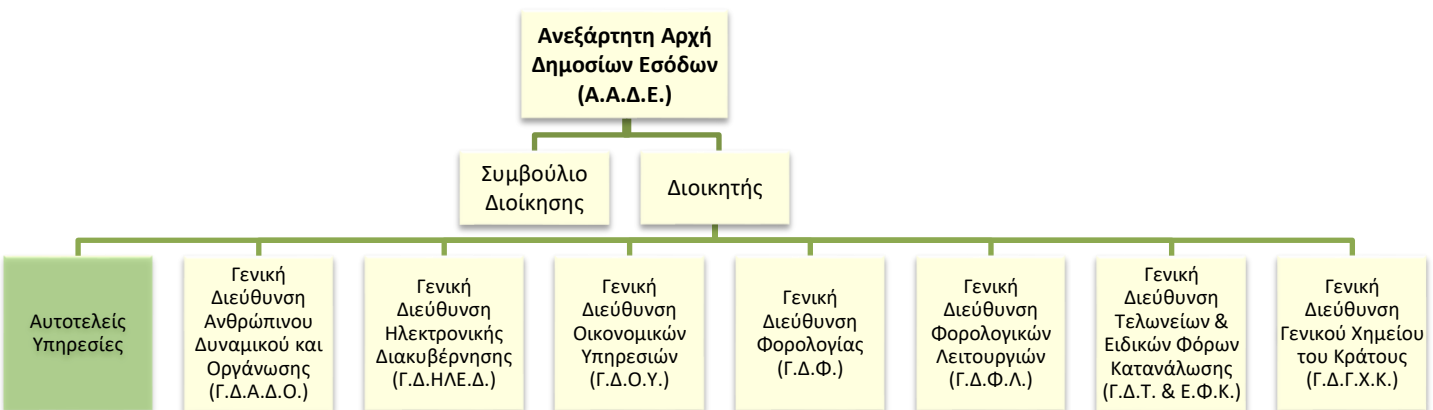 Ανεξάρτητη Αρχή
Δημοσίων Εσόδων
(Α.Α.Δ.Ε.)
Συμβούλιο
Διοίκησης
Διοικητής
Αυτοτελείς
Υπηρεσίες
Γενική
Διεύθυνση
Ανθρώπινου
Δυναμικού και
Οργάνωσης
(Γ.Δ.Α.Δ.Ο.)
Γενική
Διεύθυνση
Ηλεκτρονικής
Διακυβέρνησης
(Γ.Δ.ΗΛΕ.Δ.)
Γενική
Διεύθυνση
Οικονομικών
Υπηρεσιών
(Γ.Δ.Ο.Υ.)
Γενική
Διεύθυνση
Φορολογίας
(Γ.Δ.Φ.)
Γενική
Διεύθυνση
Φορολογικών
Λειτουργιών
(Γ.Δ.Φ.Λ.)
Γενική
Διεύθυνση
Τελωνείων &
Ειδικών Φόρων
Κατανάλωσης
(Γ.Δ.Τ. & Ε.Φ.Κ.)
Γενική
Διεύθυνση
Γενικού Χημείου
του Κράτους
(Γ.Δ.Γ.Χ.Κ.)